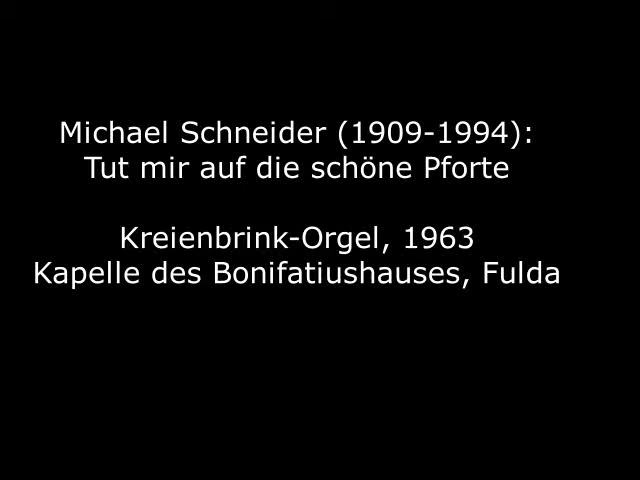 Michael Schneider (1909-1994):
Tut mir auf die schöne Pforte
Kreienbrink-Orgel, 1963
Kapelle des Bonifatiushauses, Fulda